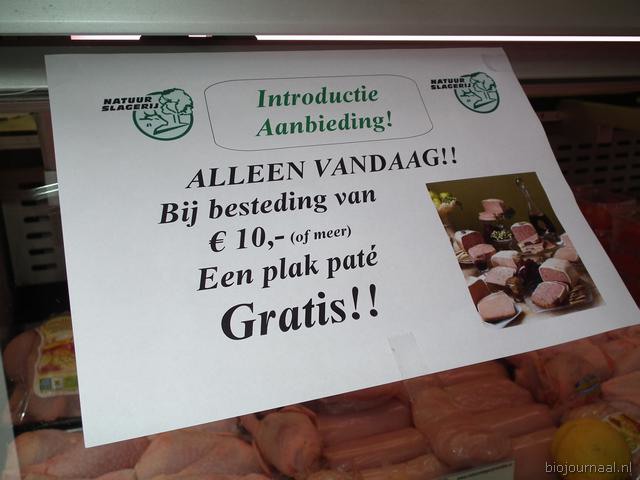 NATUUR
SLAGERIJ
Introductie
Aanbieding!
NATUUR
SLAGERIJ
ALLEEN VANDAAG!!
Bij besteding van
€ 10,- (of meer)
Een plak paté
Gratis!!
biojournaal.nl